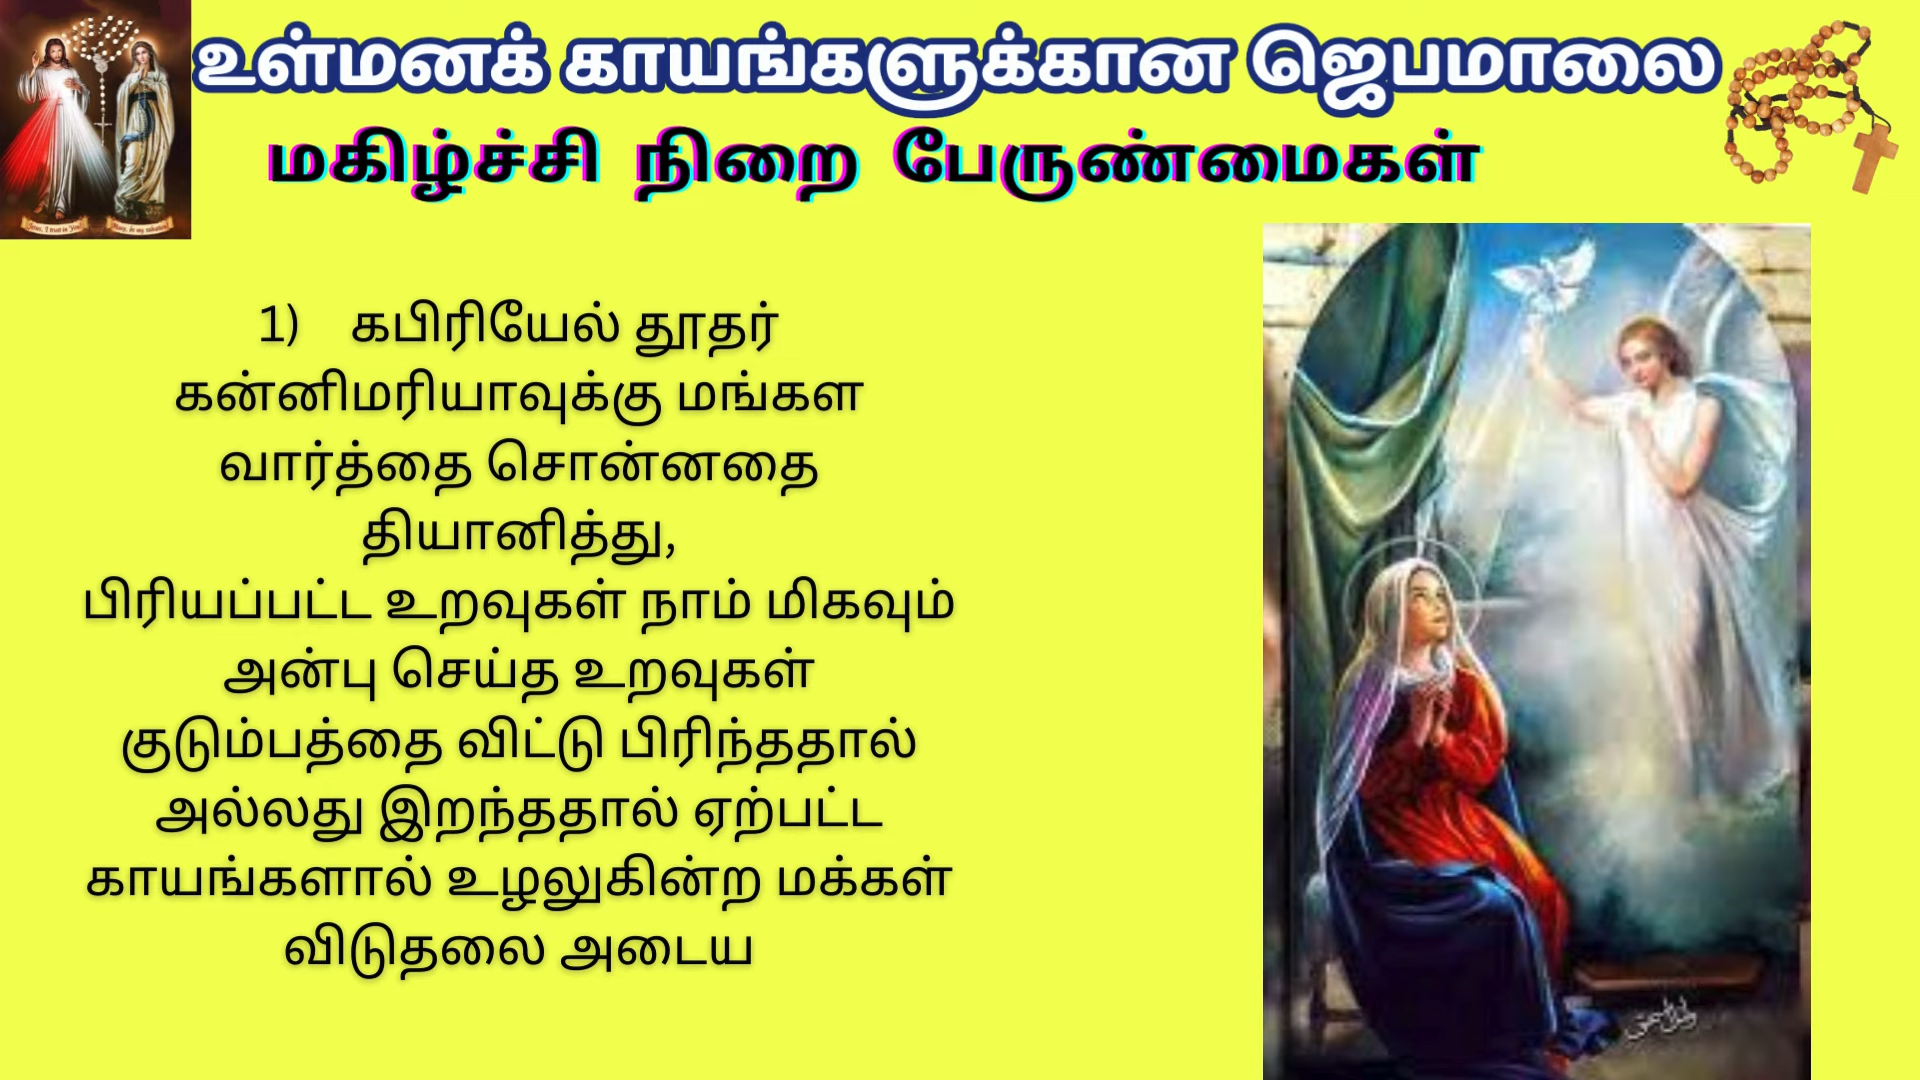 உள்மனக் காயங்களுக்கான ஜெபமாலை
மகிழ்ச்சி நிறை பேருண்மைகள்
1) கபிரியேல் தூதர்
கன்னிமரியாவுக்கு மங்கள
வார்த்தை சொன்னதை
தியானித்து,
பிரியப்பட்ட உறவுகள் நாம் மிகவும்
அன்பு செய்த உறவுகள்
குடும்பத்தை விட்டு பிரிந்ததால்
அல்லது இறந்ததால் ஏற்பட்ட
காயங்களால் உழலுகின்ற மக்கள்
விடுதலை அடைய